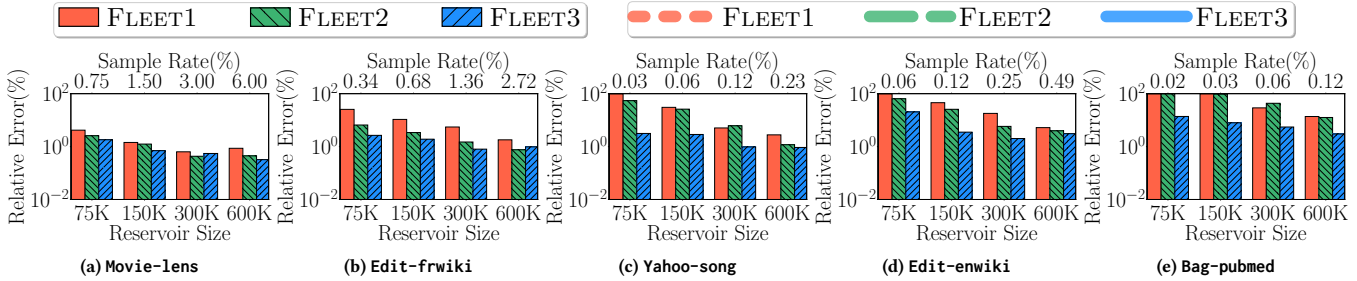 FLEET1 FLEET2 FLEET3 FLEET1 FLEET2 FLEET3
Sample Rate(%)
0.75 1.50 3.00 6.00
Relative Error(%)
10^2
10^0
10^−2
75K 150K 300K 600K
Reservoir Size
(a) Movie-lens
Sample Rate(%)
0.34 0.68 1.36 2.72
Relative Error(%)
10^2
10^0
10^−2
75K 150K 300K 600K
Reservoir Size
(b) Edit-frwiki
Sample Rate(%)
0.03 0.06 0.12 0.23
Relative Error(%)
10^2
10^0
10^−2
75K 150K 300K 600K
Reservoir Size
(c) Yahoo-song
Sample Rate(%)
0.06 0.12 0.25 0.49
Relative Error(%)
10^2
10^0
10^−2
75K 150K 300K 600K
Reservoir Size
(d) Edit-enwiki
Sample Rate(%)
0.02 0.03 0.06 0.12
Relative Error(%)
10^2
10^0
10^−2
75K 150K 300K 600K
Reservoir Size
(e) Bag-pubmed